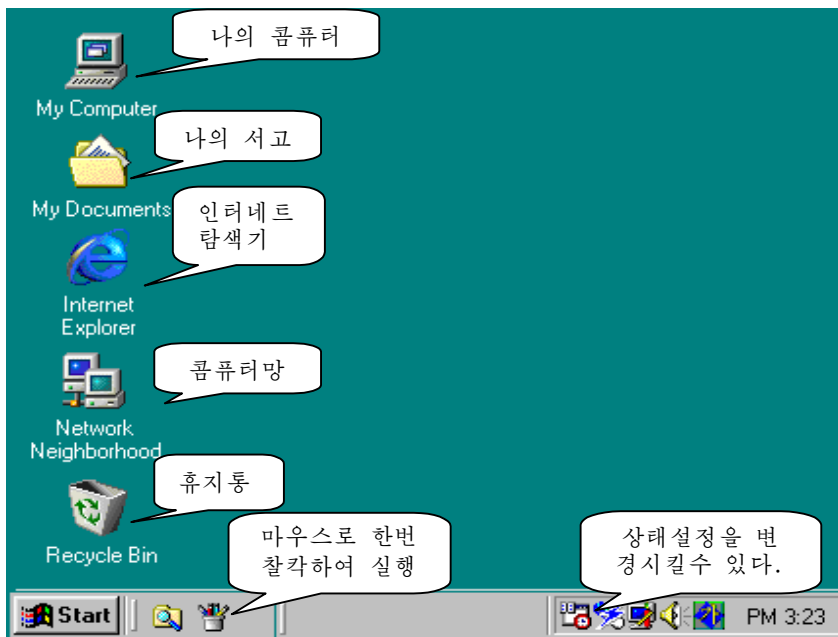 나의 콤퓨터
My Computer
나의 서고
My Documents
인터네트
탐색기
Internet
Explorer
콤퓨터망
Network
Neighborhood
휴지통
Recycle Bin
마우스로 한번
찰칵하여 실행
상태설정을 변
경시킬수 있다.
Start
PM 3:23